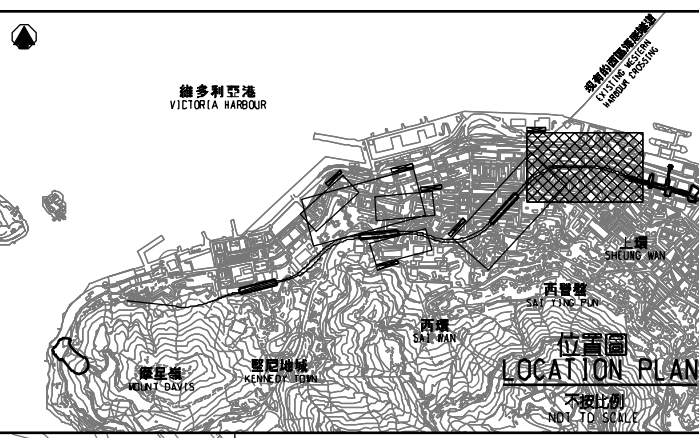 現有的西區海底隧道
EXISTING WESTERN
HARBOUR CROSSING
維多利亞港
VICTORIA HARBOUR
上環
SHEUNG WAN
西營盤
SAI YING PUN
西環
SAI WAN
摩星嶺
MOUNT DAVIS
堅尼地城
KENNEDY TOWN
位置圖
LOCATION PLAN
不按比例
NOT TO SCALE